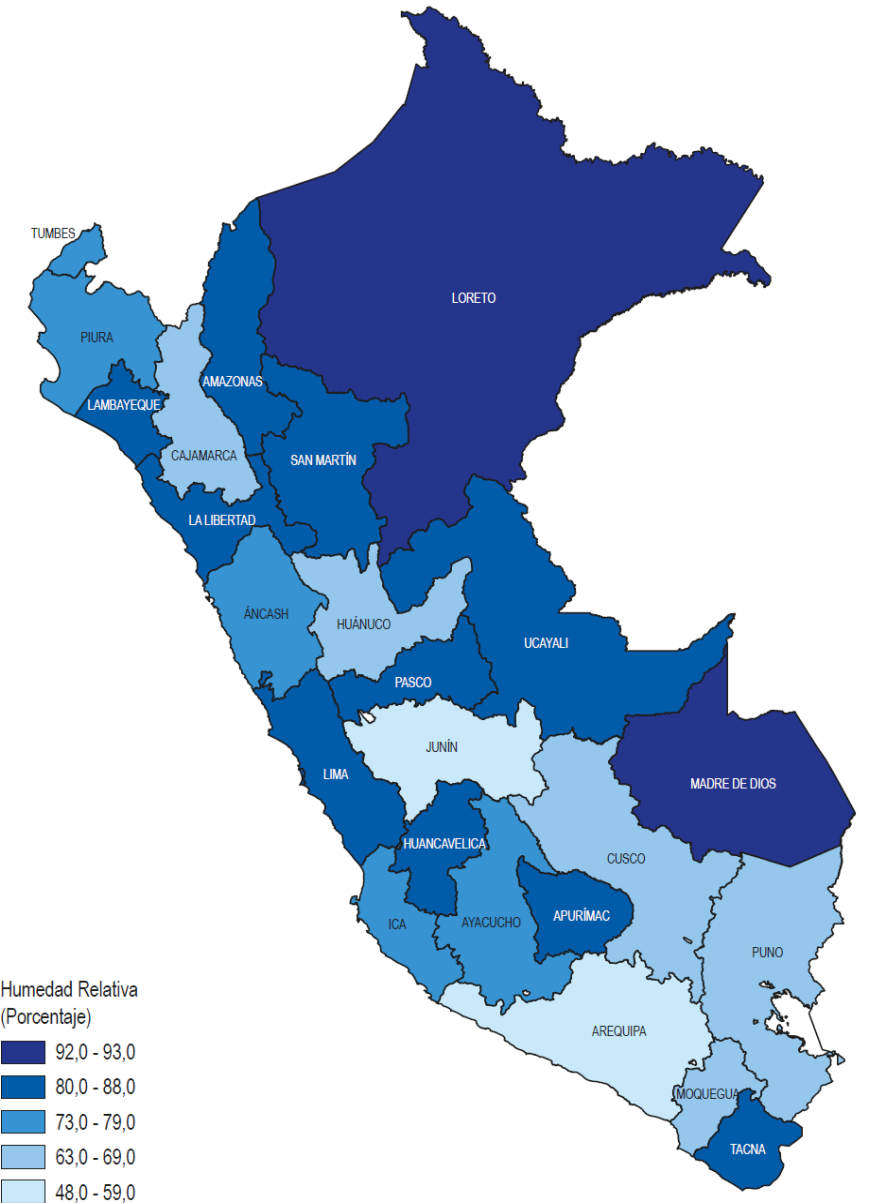 TUMBES
LORETO
PIURA
AMAZONAS
LAMBAYEQUE
CAJAMARCA
SAN MARTÍN
LA LIBERTAD
ÁNCASH
HUÁNUCO
UCAYALI
PASCO
JUNÍN
LIMA
MADRE DE DIOS
HUANCAVELICA
CUSCO
APURÍMAC
ICA
AYACUCHO
PUNO
AREQUIPA
MOQUEGUA
TACNA
Humedad Relativa
(Porcentaje)
92,0 - 93,0
80,0 - 88,0
73,0 - 79,0
63,0 - 69,0
48,0 - 59,0